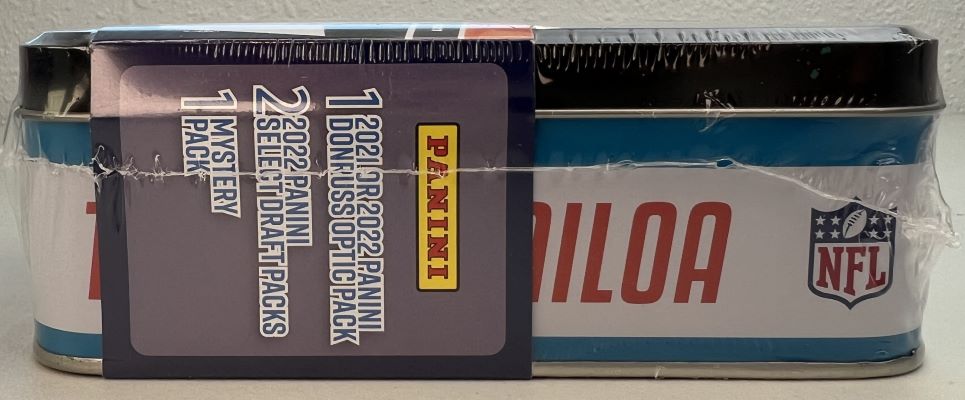 PANINI
1 2021 OR 2022 PANINI
DONRUSS OPTIC PACK
2 2022 PANINI
SELECT DRAFT PACKS
1 MYSTERY
PACK
T
AILOA
NFL